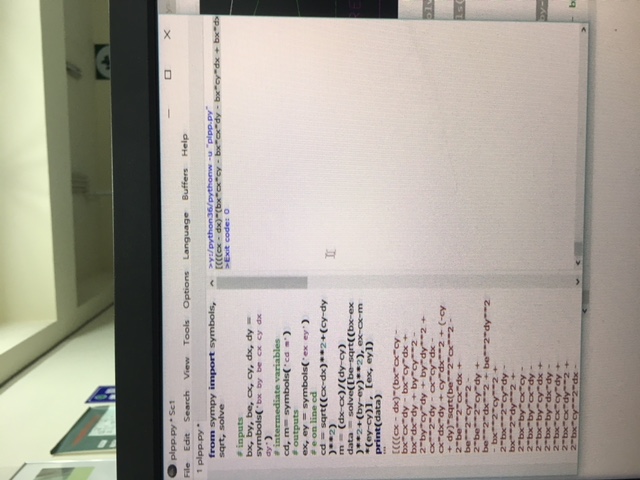 plpp.py * Sc1
File Edit Search View Tools Options Language Buffers Help
1 plpp.py *
from sympy import symbols,
sqrt, solve
# inputs
bx, by, be, cx, cy, dx, dy =
symbols('bx by be cx cy dx
dy')
# intermediate variables
cd, m= symbols('cd m')
# outputs
ex, ey = symbols('ex ey')
# e on line cd
cd = sqrt((cx-dx)**2+(cy-dy
)**2)
m = (dx-cx)/(dy-cy)
data = solve([be-sqrt((bx-ex
)**2+(by-ey)**2), ex-cx-m
*(ey-cy)], [ex, ey])
print(data)
'''
[((((cx - dx)*(bx*cx*cy -
bx*cx*dy - bx*cy*dx +
bx*dx*dy + by*cy**2 -
2*by*cy*dy + by*dy**2 +
cx**2*dy - cx*cy*dx -
cx*dx*dy + cy*dx**2 + (-cy
+ dy)*sqrt(be**2*cx**2 -
2*be**2*cx*dx +
be**2*cy**2 -
2*be**2*cy*dy +
be**2*dx**2 + be**2*dy**2
- bx**2*cy**2 +
2*bx**2*cy*dy -
bx**2*dy**2 +
2*bx*by*cx*cy -
2*bx*by*cx*dy -
2*bx*by*cy*dx +
2*bx*by*dx*dy -
2*bx*cx*cy*dy +
2*bx*cx*dy**2 +
2*bx*cy**2*dx -
>y:/python36/pythonw -u "plpp.py"
[((((cx - dx)*(bx*cx*cy - bx*cx*dy - bx*cy*dx + bx*dx
>Exit code: 0